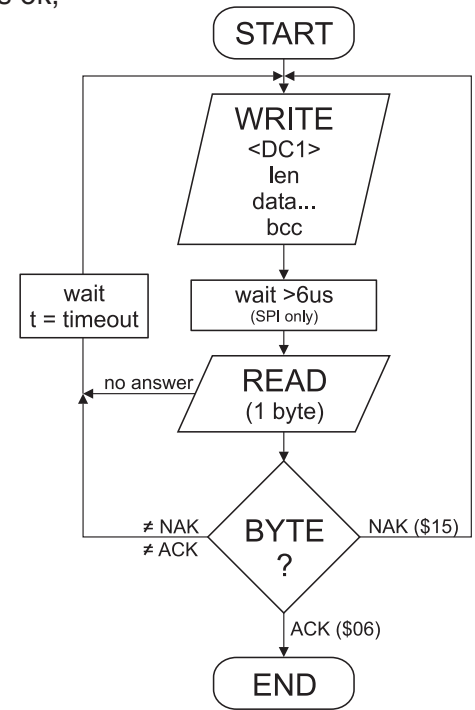 START
WRITE
<DC1>
len
data...
bcc
wait
t = timeout
wait >6us
(SPI only)
no answer
READ
(1 byte)
≠ NAK
≠ ACK
BYTE
?
NAK ($15)
ACK ($06)
END